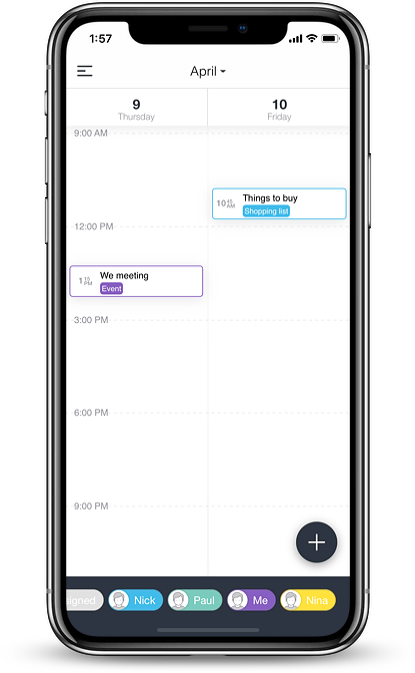 1:57
April
9
Thursday
10
Friday
9:00 AM
10 45 AM
Things to buy
Shopping list
12:00 PM
1 15 PM
We meeting
Event
3:00 PM
6:00 PM
9:00 PM
igned
Nick
Paul
Me
Nina